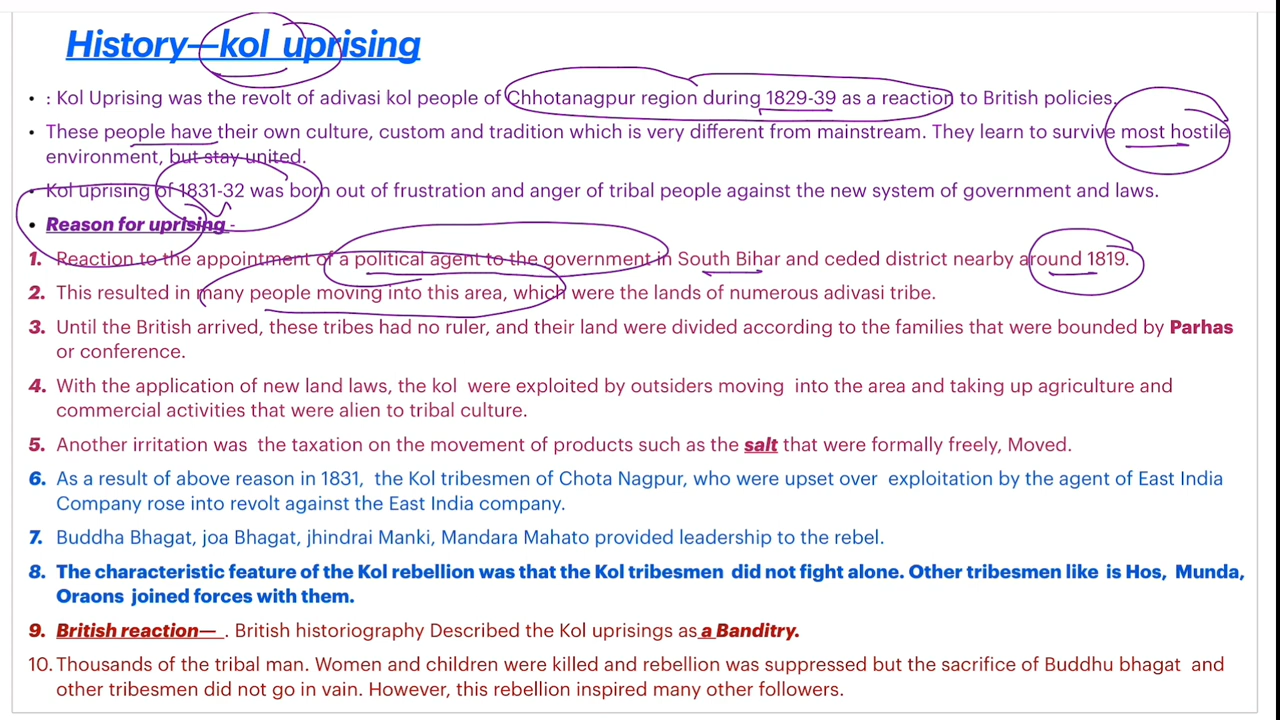 History—kol uprising
• : Kol Uprising was the revolt of adivasi kol people of Chhotanagpur region during 1829-39 as a reaction to British policies.
• These people have their own culture, custom and tradition which is very different from mainstream. They learn to survive most hostile
environment, but stay united.
• Kol uprising of 1831-32 was born out of frustration and anger of tribal people against the new system of government and laws.
• Reason for uprising -
1. Reaction to the appointment of a political agent to the government in South Bihar and ceded district nearby around 1819.
2. This resulted in many people moving into this area, which were the lands of numerous adivasi tribe.
3. Until the British arrived, these tribes had no ruler, and their land were divided according to the families that were bounded by Parhas
or conference.
4. With the application of new land laws, the kol were exploited by outsiders moving into the area and taking up agriculture and
commercial activities that were alien to tribal culture.
5. Another irritation was the taxation on the movement of products such as the salt that were formally freely, Moved.
6. As a result of above reason in 1831, the Kol tribesmen of Chota Nagpur, who were upset over exploitation by the agent of East India
Company rose into revolt against the East India company.
7. Buddha Bhagat, joa Bhagat, jhindrai Manki, Mandara Mahato provided leadership to the rebel.
8. The characteristic feature of the Kol rebellion was that the Kol tribesmen did not fight alone. Other tribesmen like is Hos, Munda,
Oraons joined forces with them.
9. British reaction— . British historiography Described the Kol uprisings as a Banditry.
10. Thousands of the tribal man. Women and children were killed and rebellion was suppressed but the sacrifice of Buddhu bhagat and
other tribesmen did not go in vain. However, this rebellion inspired many other followers.